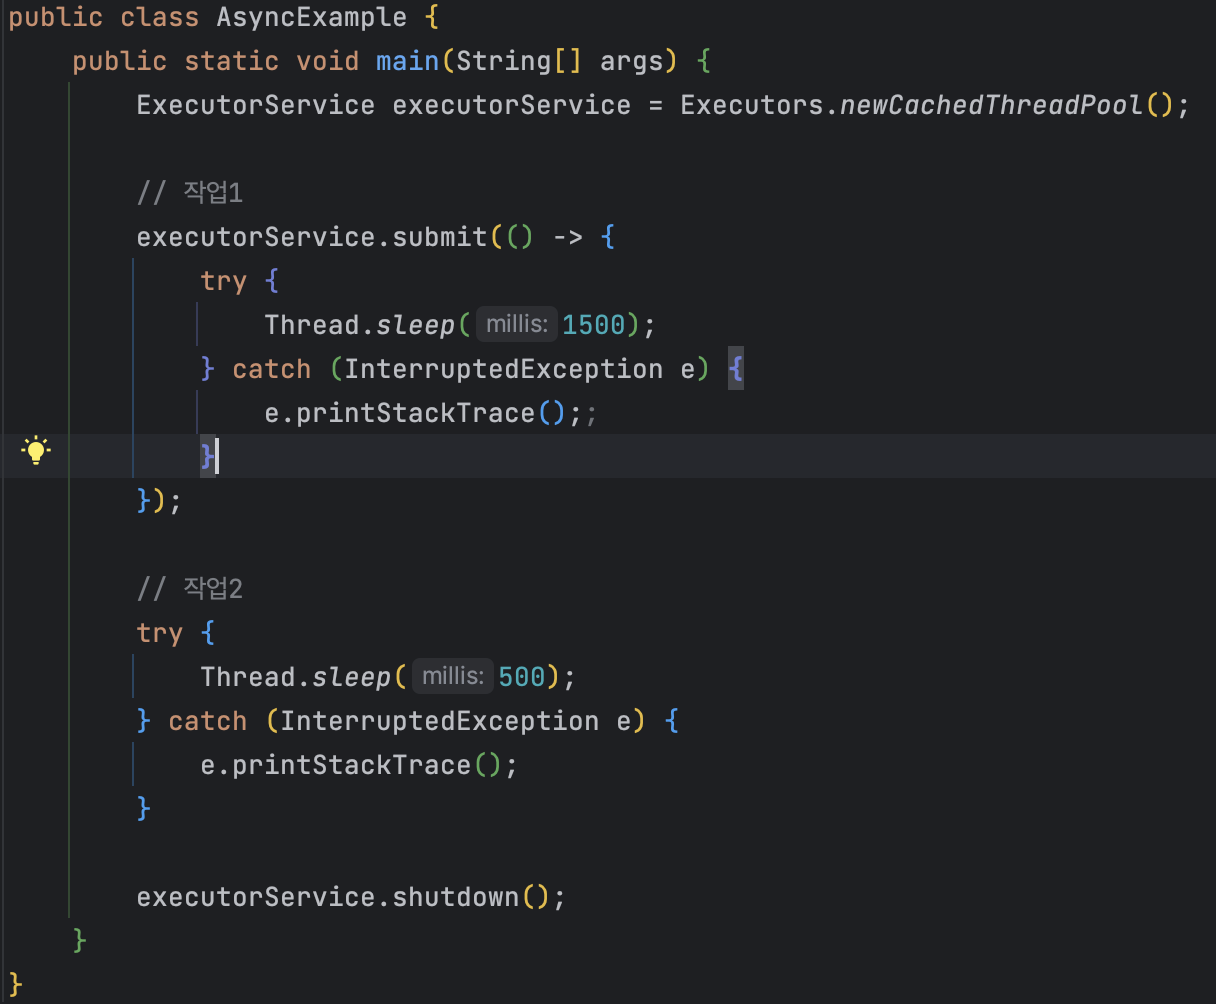 public class AsyncExample {
    public static void main(String[] args) {
        ExecutorService executorService = Executors.newCachedThreadPool();
        // 작업1
        executorService.submit(() -> {
            try {
                Thread.sleep( millis: 1500);
            } catch (InterruptedException e) {
                e.printStackTrace();;
            }
        });
        // 작업2
        try {
            Thread.sleep( millis: 500);
        } catch (InterruptedException e) {
            e.printStackTrace();
        }
        executorService.shutdown();
    }
}